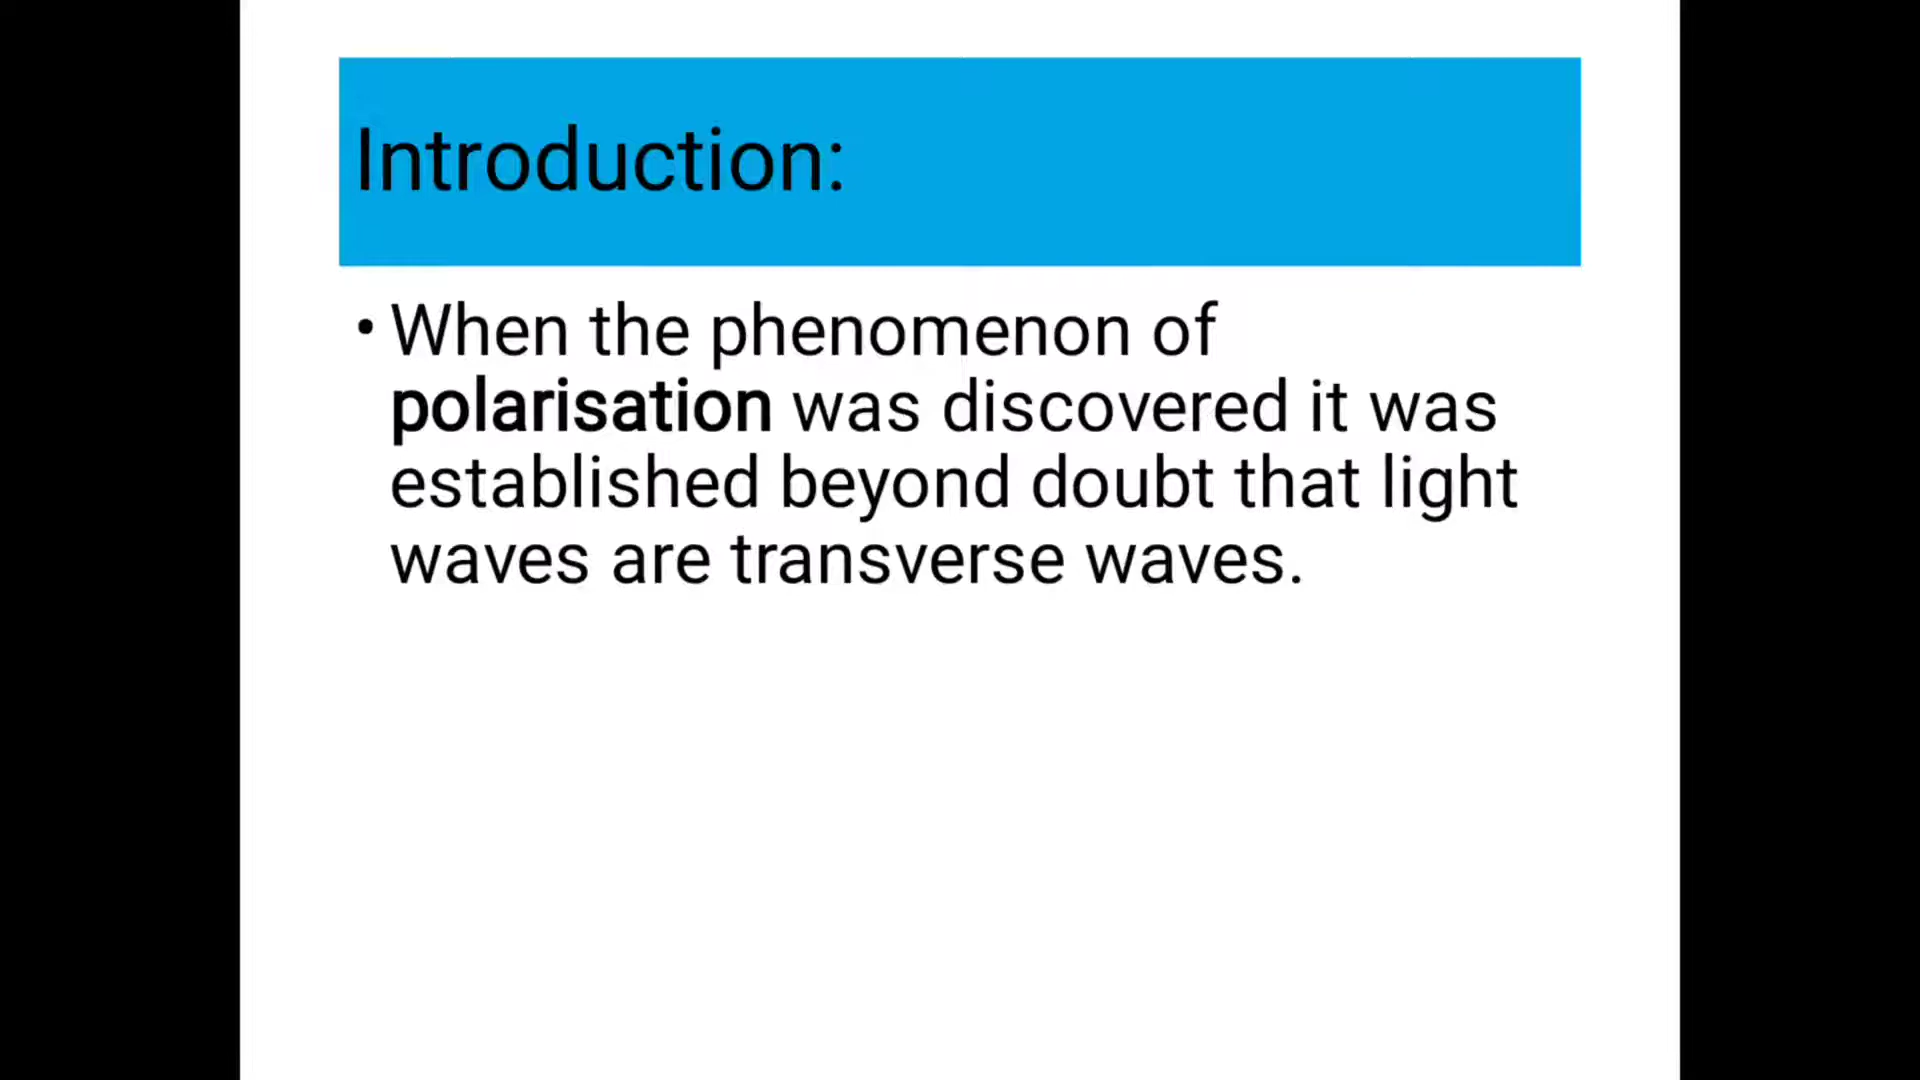 Introduction:
• When the phenomenon of
polarisation was discovered it was
established beyond doubt that light
waves are transverse waves.